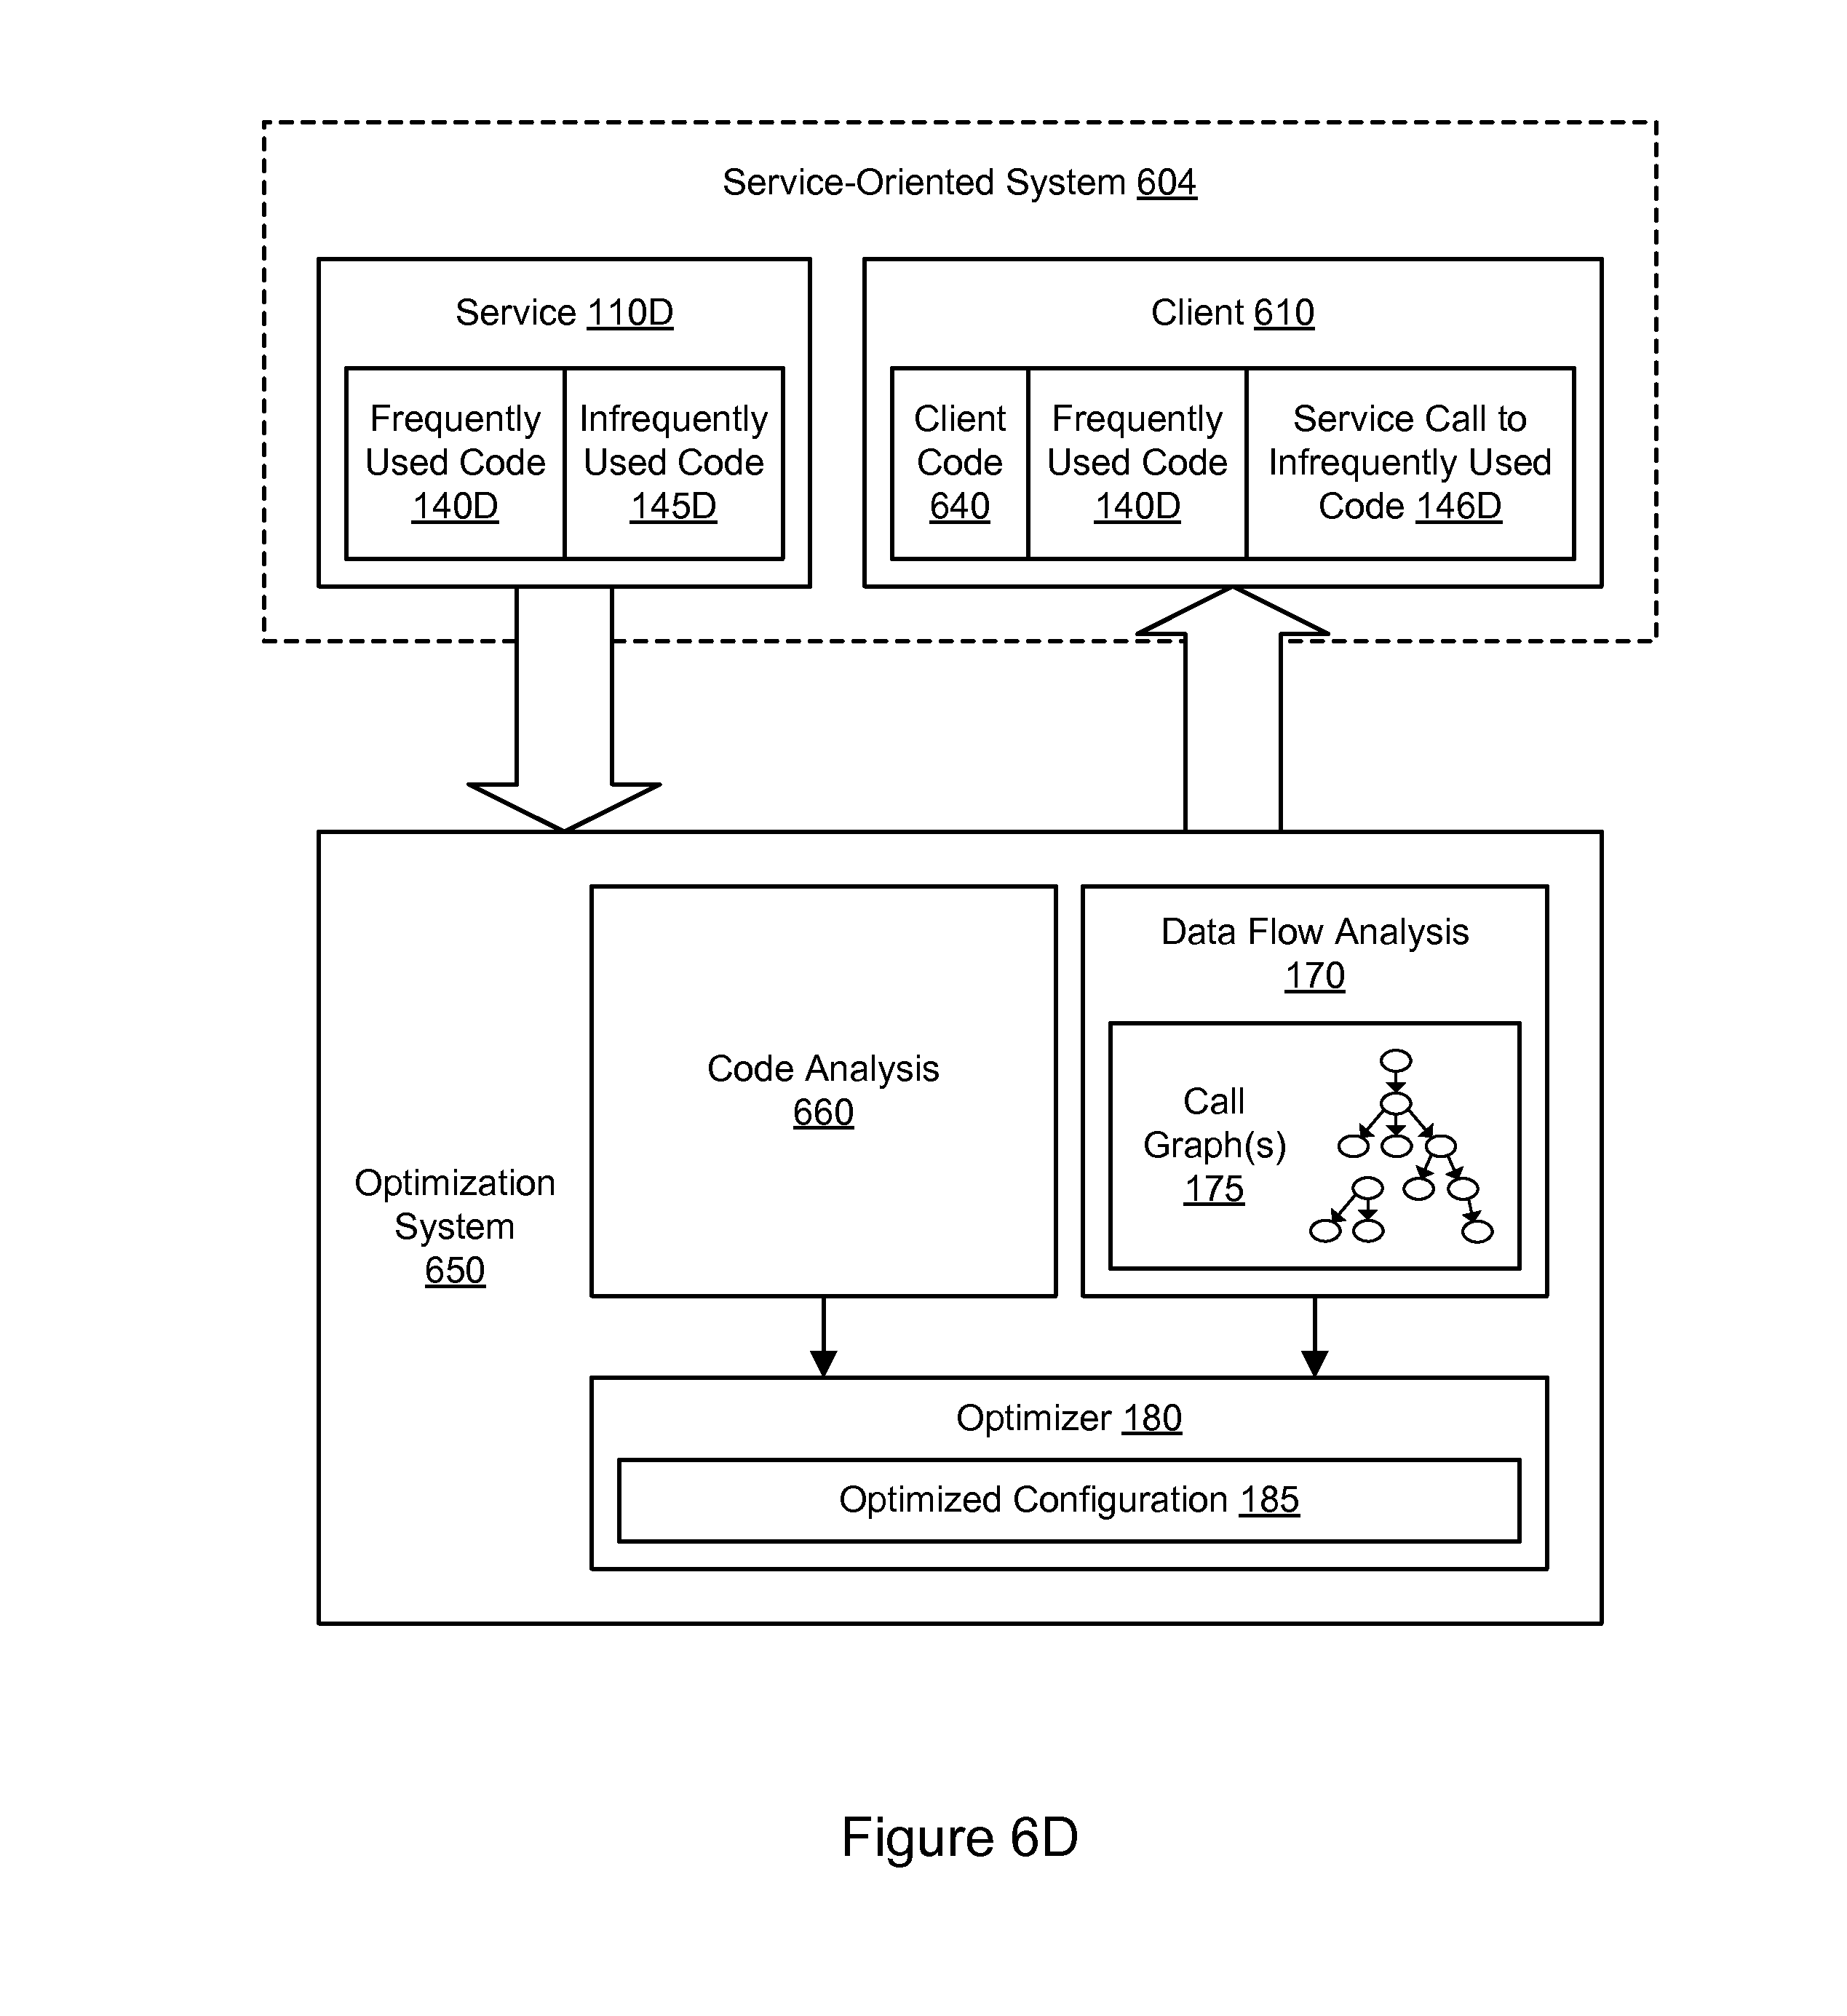 Service-Oriented System 604
Service 110D
Frequently
Used Code
140D
Infrequently
Used Code
145D
Client 610
Client
Code
640
Frequently
Used Code
140D
Service Call to
Infrequently Used
Code 146D
Optimization
System
650
Code Analysis
660
Data Flow Analysis
170
Call
Graph(s)
175
Optimizer 180
Optimized Configuration 185
Figure 6D